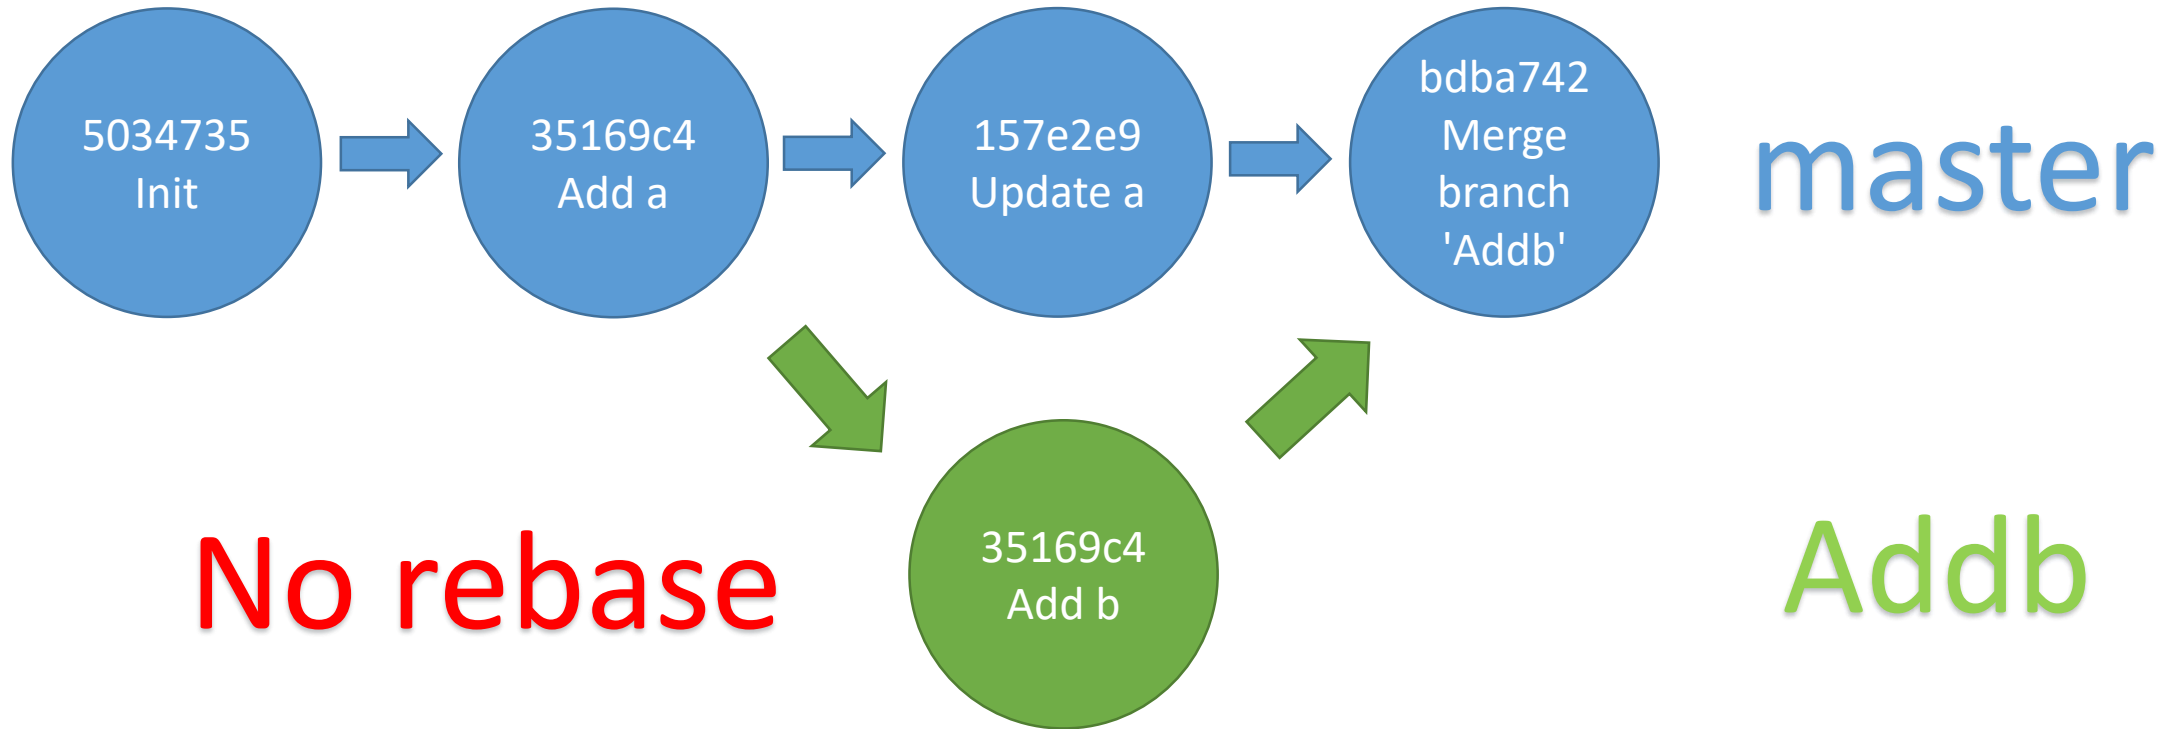 5034735
Init
35169c4
Add a
157e2e9
Update a
bdba742
Merge
branch
'Addb'
master
No rebase
35169c4
Add b
Addb